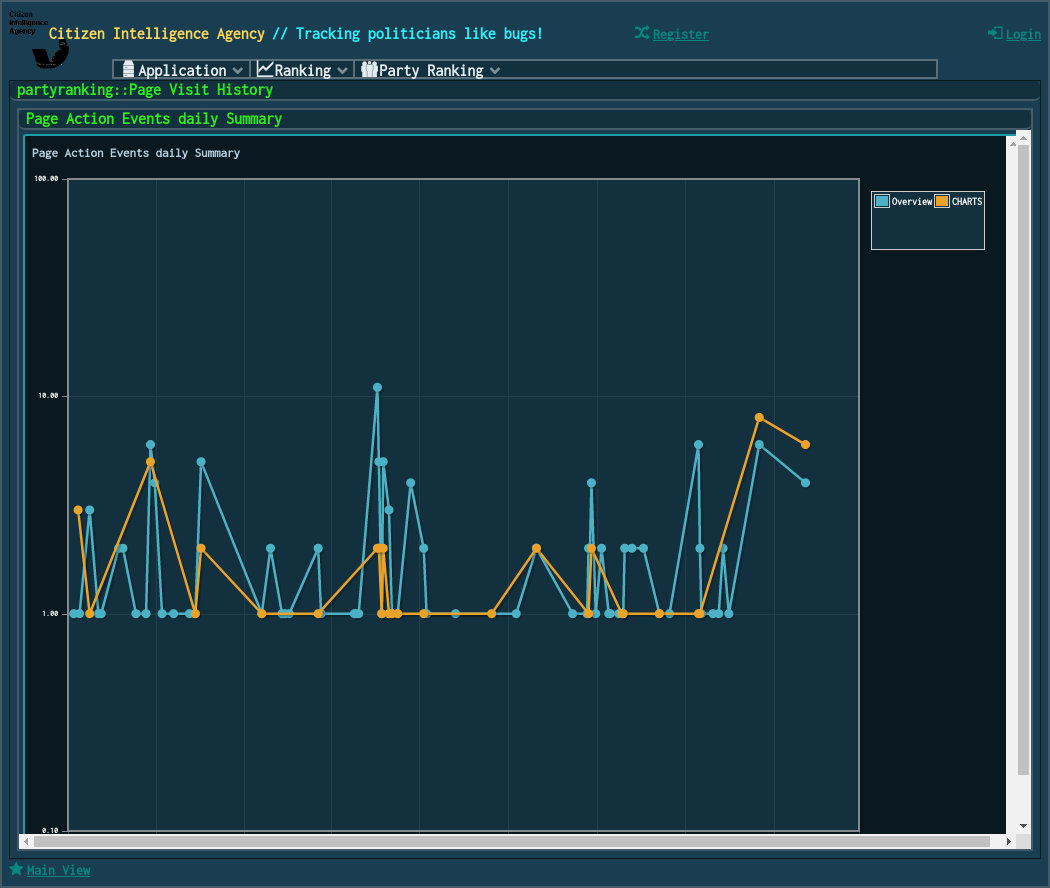 Citizen
Intelligence
Agency
Citizen Intelligence Agency // Tracking politicians like bugs!
Register
Login
Application
Ranking
Party Ranking
partyranking::Page Visit History
Page Action Events daily Summary
Page Action Events daily Summary
100.00
Overview CHARTS
10.00
1.00
0.10
Main View